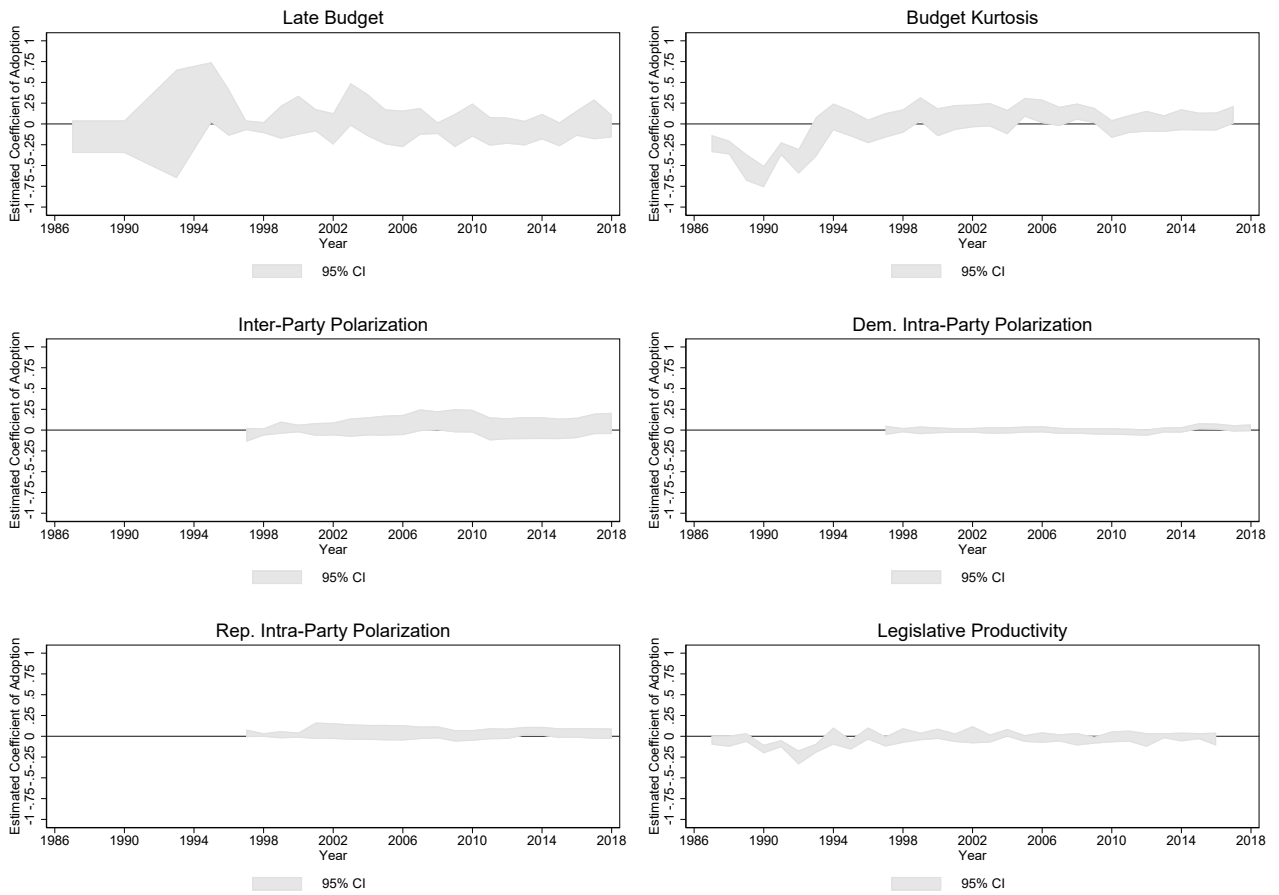 Late Budget
Estimated Coefficient of Adoption
-1 -.75 -.5 -.25 0 .25 .5 .75 1
1986 1990 1994 1998 2002 2006 2010 2014 2018
Year
95% CI
Budget Kurtosis
Estimated Coefficient of Adoption
-1 -.75 -.5 -.25 0 .25 .5 .75 1
1986 1990 1994 1998 2002 2006 2010 2014 2018
Year
95% CI
Inter-Party Polarization
Estimated Coefficient of Adoption
-1 -.75 -.5 -.25 0 .25 .5 .75 1
1986 1990 1994 1998 2002 2006 2010 2014 2018
Year
95% CI
Dem. Intra-Party Polarization
Estimated Coefficient of Adoption
-1 -.75 -.5 -.25 0 .25 .5 .75 1
1986 1990 1994 1998 2002 2006 2010 2014 2018
Year
95% CI
Rep. Intra-Party Polarization
Estimated Coefficient of Adoption
-1 -.75 -.5 -.25 0 .25 .5 .75 1
1986 1990 1994 1998 2002 2006 2010 2014 2018
Year
95% CI
Legislative Productivity
Estimated Coefficient of Adoption
-1 -.75 -.5 -.25 0 .25 .5 .75 1
1986 1990 1994 1998 2002 2006 2010 2014 2018
Year
95% CI